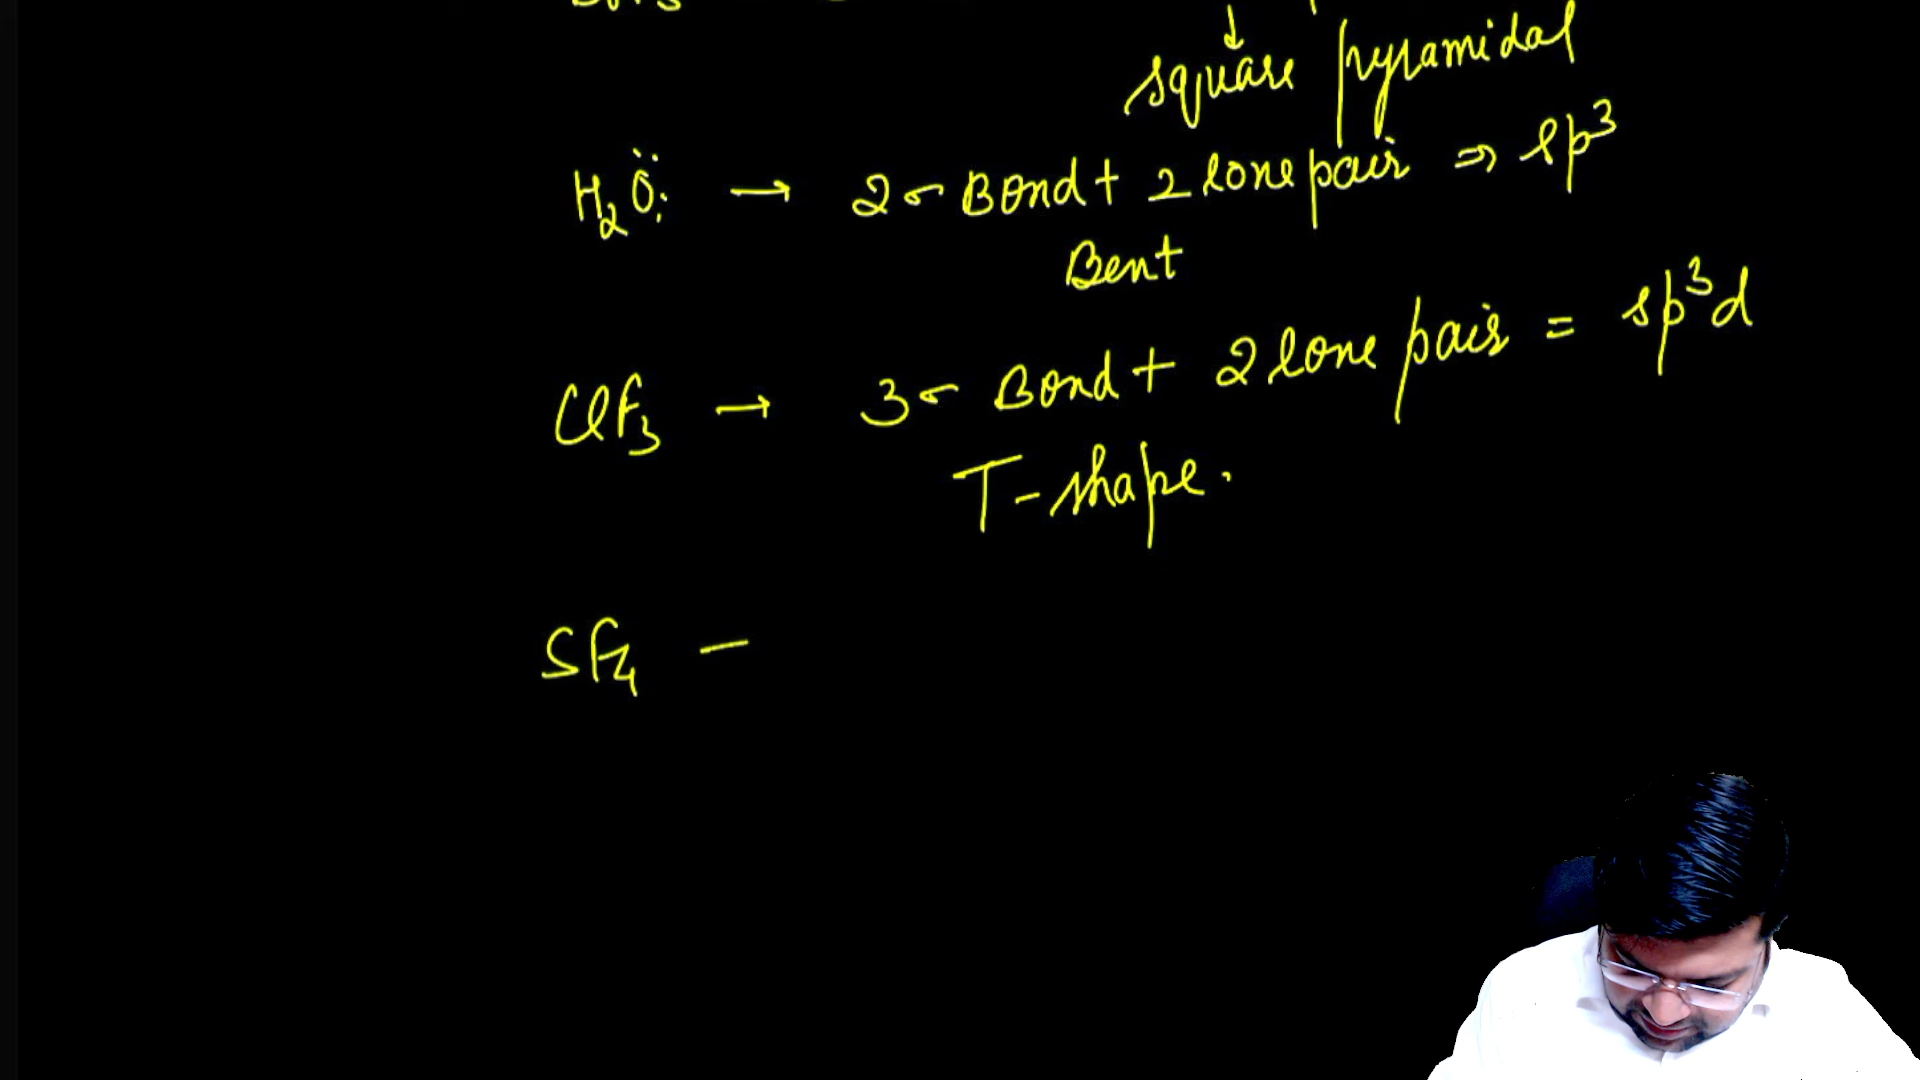 square pyramidal
H₂Ö: → 2σ Bond + 2 lone pair ⇒ sp³
Bent
ClF₃ → 3σ Bond + 2 lone pair = sp³d
T-shape.
SF₄ —